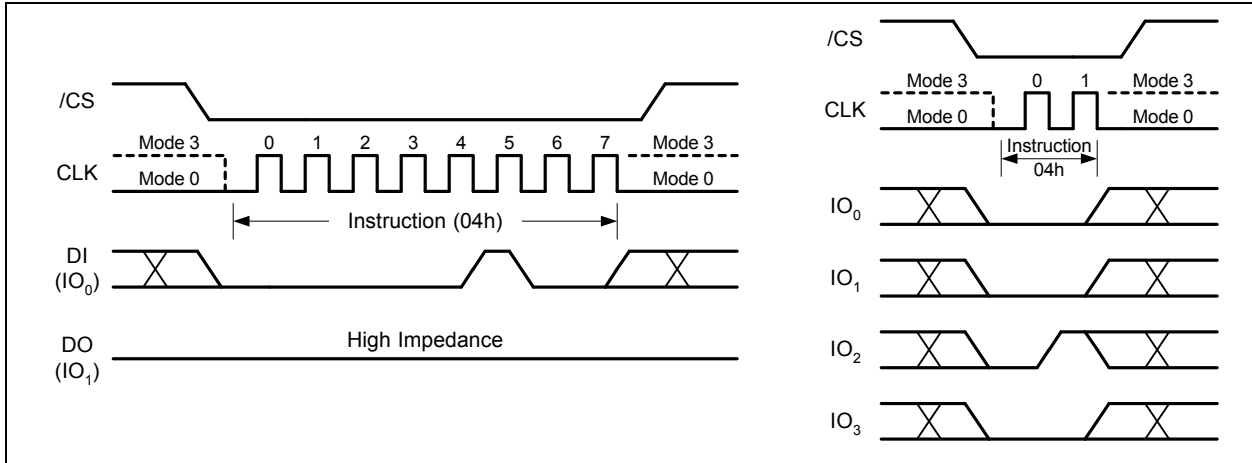 /CS
Mode 3 0 1 2 3 4 5 6 7 Mode 3
CLK
Mode 0 Mode 0
Instruction (04h)
DI
(IO0)
High Impedance
DO
(IO1)
/CS
Mode 3 0 1 Mode 3
CLK
Mode 0 Mode 0
Instruction
04h
IO0
IO1
IO2
IO3